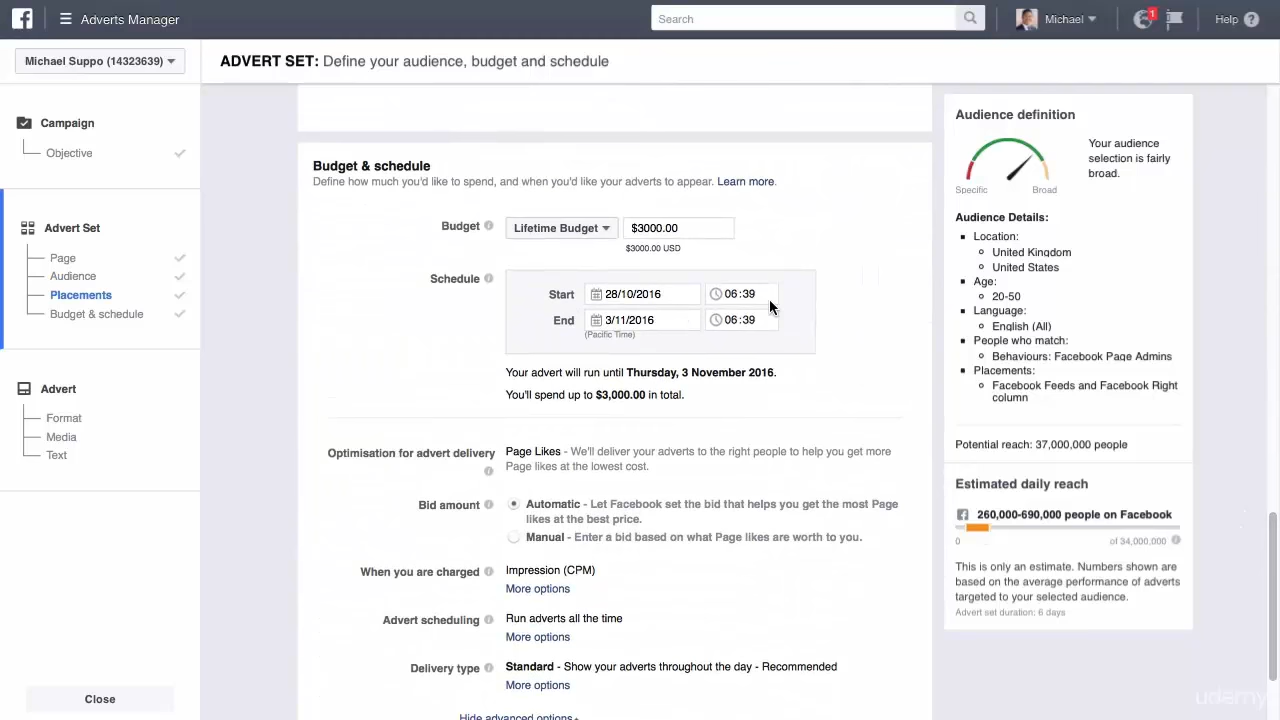 f Adverts Manager Search Michael 1 Help ?
Michael Suppo (14323639)
ADVERT SET: Define your audience, budget and schedule
Campaign
Objective
Advert Set
Page
Audience
Placements
Budget & schedule
Advert
Format
Media
Text
Close
Budget & schedule
Define how much you'd like to spend, and when you'd like your adverts to appear. Learn more.
Budget i Lifetime Budget $3000.00
$3000.00 USD
Schedule i
Start 28/10/2016 06:39
End 3/11/2016 06:39
(Pacific Time)
Your advert will run until Thursday, 3 November 2016.
You'll spend up to $3,000.00 in total.
Optimisation for advert delivery i Page Likes - We'll deliver your adverts to the right people to help you get more
Page likes at the lowest cost.
Bid amount i Automatic - Let Facebook set the bid that helps you get the most Page
likes at the best price.
Manual - Enter a bid based on what Page likes are worth to you.
When you are charged i Impression (CPM)
More options
Advert scheduling i Run adverts all the time
More options
Delivery type i Standard - Show your adverts throughout the day - Recommended
More options
Hide advanced options
Audience definition
Your audience
selection is fairly
broad.
Specific Broad
Audience Details:
Location:
United Kingdom
United States
Age:
20-50
Language:
English (All)
People who match:
Behaviours: Facebook Page Admins
Placements:
Facebook Feeds and Facebook Right
column
Potential reach: 37,000,000 people
Estimated daily reach
f 260,000-690,000 people on Facebook
0 of 34,000,000 i
This is only an estimate. Numbers shown are
based on the average performance of adverts
targeted to your selected audience.
Advert set duration: 6 days
udemy